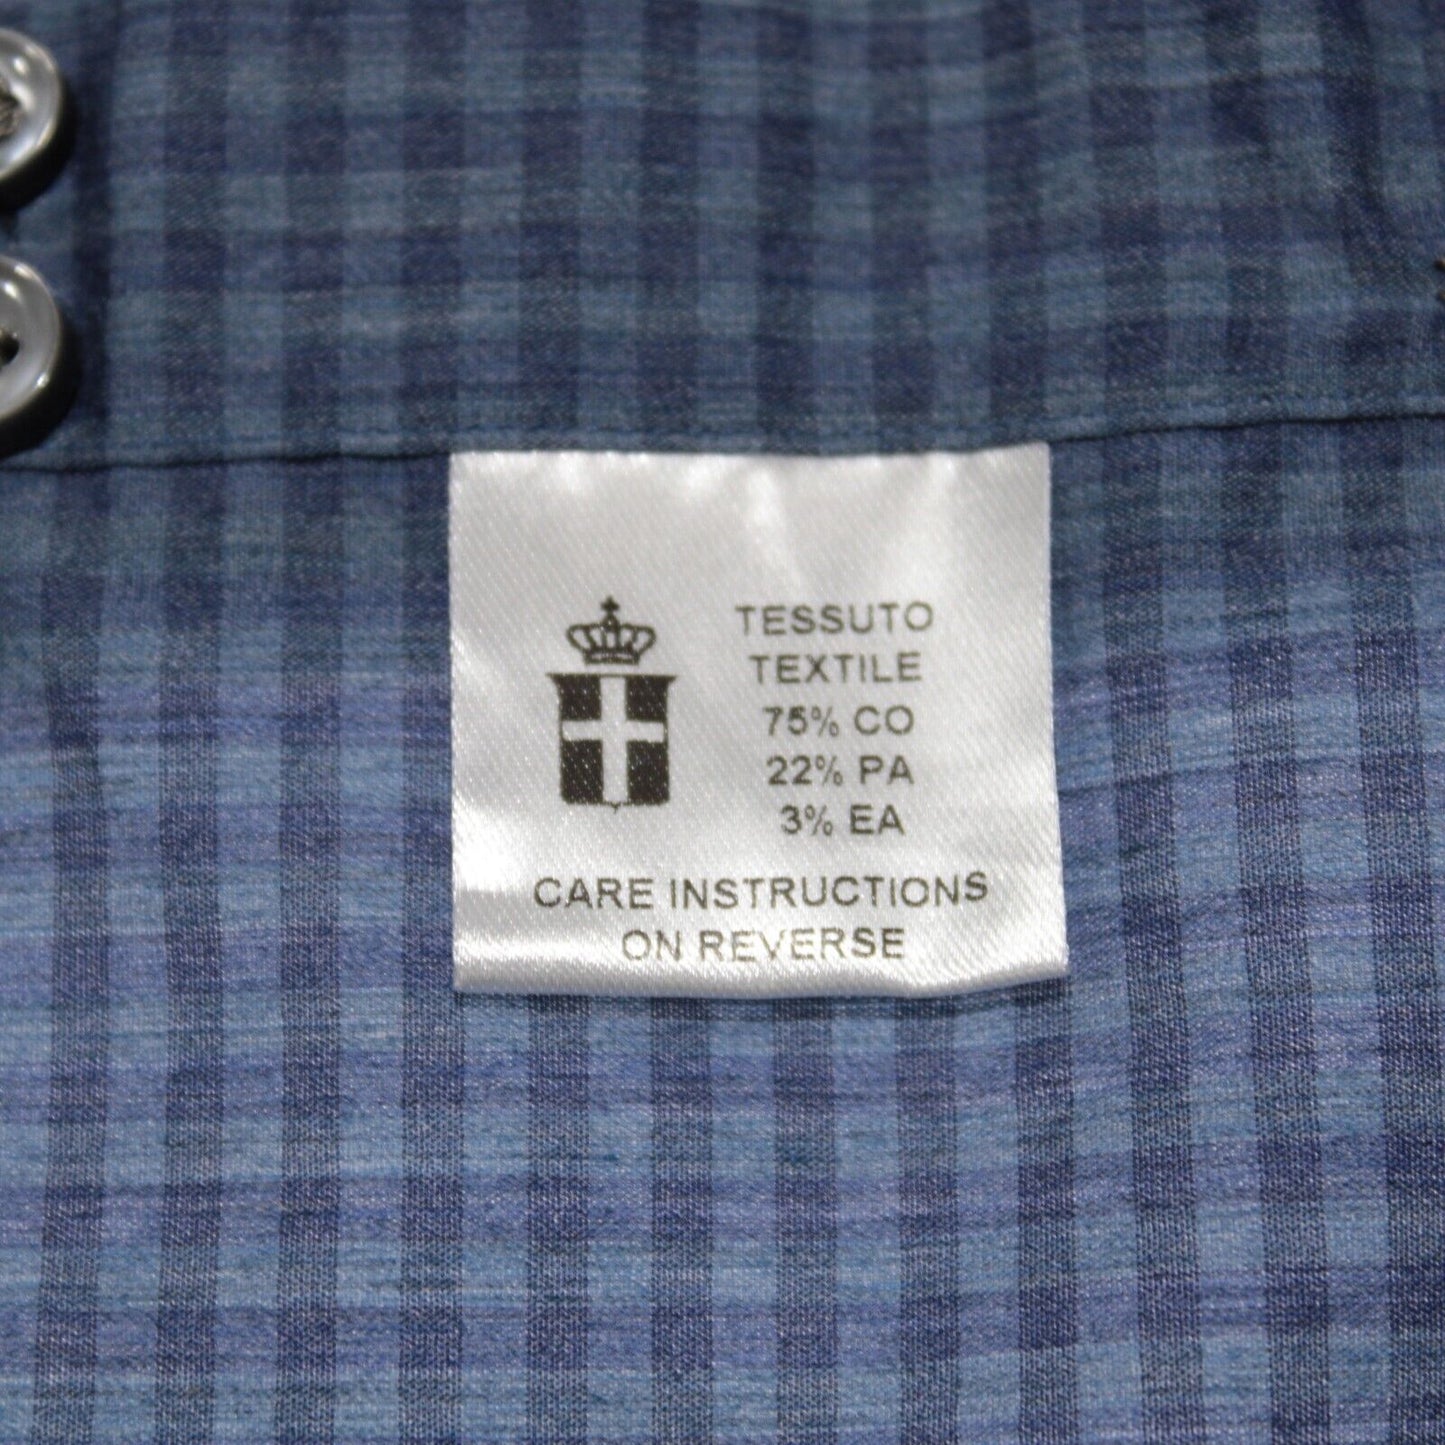 TESSUTO
TEXTILE
75% CO
22% PA
3% EA
CARE INSTRUCTIONS
ON REVERSE